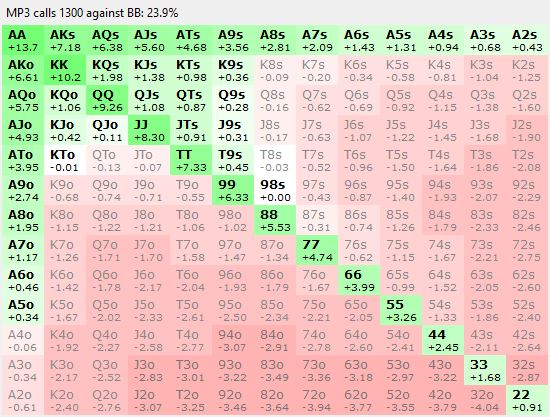 MP3 calls 1300 against BB: 23.9%
AA AKs AQs AJs ATs A9s A8s A7s A6s A5s A4s A3s A2s
+13.7 +7.18 +6.38 +5.60 +4.68 +3.56 +2.81 +2.09 +1.43 +1.31 +0.94 +0.68 +0.43
AKo KK KQs KJs KTs K9s K8s K7s K6s K5s K4s K3s K2s
+6.61 +10.2 +1.98 +1.38 +0.98 +0.36 -0.09 -0.20 -0.34 -0.58 -0.81 -1.04 -1.25
AQo KQo QQ QJs QTs Q9s Q8s Q7s Q6s Q5s Q4s Q3s Q2s
+5.75 +1.06 +9.26 +1.08 +0.87 +0.28 -0.16 -0.62 -0.69 -0.92 -1.15 -1.38 -1.60
AJo KJo QJo JJ JTs J9s J8s J7s J6s J5s J4s J3s J2s
+4.93 +0.42 +0.11 +8.30 +0.91 +0.31 -0.17 -0.63 -1.07 -1.22 -1.45 -1.68 -1.90
ATo KTo QTo JTo TT T9s T8s T7s T6s T5s T4s T3s T2s
+3.95 -0.01 -0.13 -0.07 +7.33 +0.45 -0.03 -0.52 -0.96 -1.50 -1.64 -1.86 -2.08
A9o K9o Q9o J9o T9o 99 98s 97s 96s 95s 94s 93s 92s
+2.74 -0.68 -0.74 -0.71 -0.55 +6.33 +0.00 -0.43 -0.87 -1.40 -1.93 -2.07 -2.29
A8o K8o Q8o J8o T8o 98o 88 87s 86s 85s 84s 83s 82s
+1.95 -1.15 -1.22 -1.21 -1.06 -1.02 +5.53 -0.31 -0.74 -1.26 -1.79 -2.33 -2.46
A7o K7o Q7o J7o T7o 97o 87o 77 76s 75s 74s 73s 72s
+1.17 -1.26 -1.71 -1.70 -1.58 -1.47 -1.34 +4.74 -0.62 -1.15 -1.67 -2.21 -2.75
A6o K6o Q6o J6o T6o 96o 86o 76o 66 65s 64s 63s 62s
+0.46 -1.42 -1.78 -2.17 -2.04 -1.93 -1.79 -1.67 +3.99 -0.99 -1.52 -2.05 -2.60
A5o K5o Q5o J5o T5o 95o 85o 75o 65o 55 54s 53s 52s
+0.34 -1.67 -2.02 -2.33 -2.61 -2.50 -2.34 -2.21 -2.05 +3.26 -1.33 -1.86 -2.40
A4o K4o Q4o J4o T4o 94o 84o 74o 64o 54o 44 43s 42s
-0.06 -1.92 -2.27 -2.58 -2.77 -3.07 -2.91 -2.78 -2.60 -2.41 +2.45 -2.11 -2.64
A3o K3o Q3o J3o T3o 93o 83o 73o 63o 53o 43o 33 32s
-0.34 -2.17 -2.52 -2.83 -3.01 -3.22 -3.49 -3.36 -3.18 -2.97 -3.22 +1.68 -2.87
A2o K2o Q2o J2o T2o 92o 82o 72o 62o 52o 42o 32o 22
-0.61 -2.40 -2.76 -3.07 -3.25 -3.46 -3.64 -3.94 -3.77 -3.55 -3.79 -4.04 +0.91